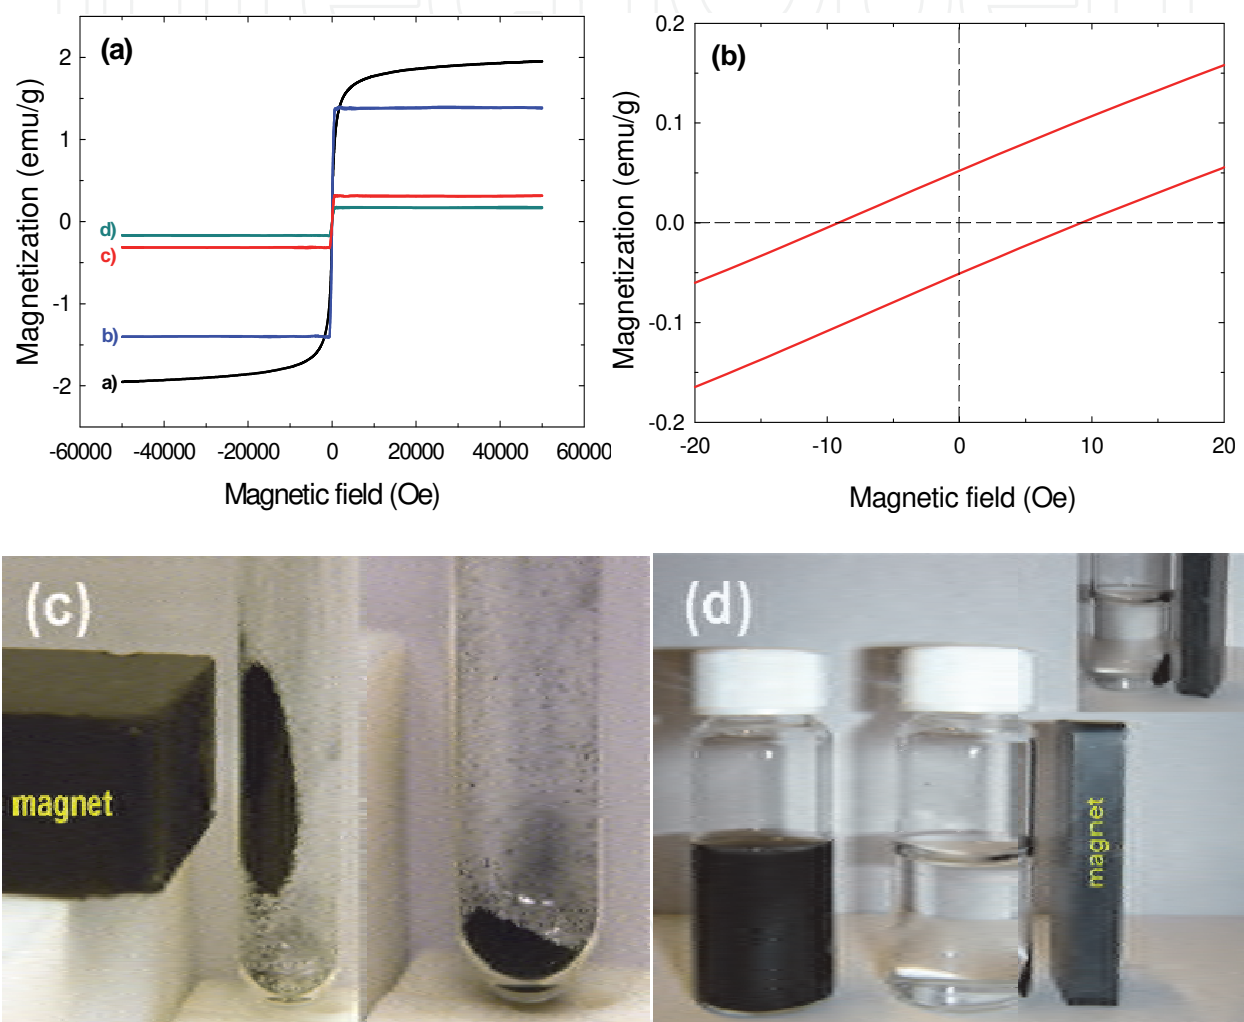 (a)
Magnetization (emu/g)
2
1
0
-1
-2
d)
c)
b)
a)
-60000 -40000 -20000 0 20000 40000 60000
Magnetic field (Oe)
(b)
Magnetization (emu/g)
0.2
0.1
0.0
-0.1
-0.2
-20 -10 0 10 20
Magnetic field (Oe)
(c)
magnet
(d)
magnet